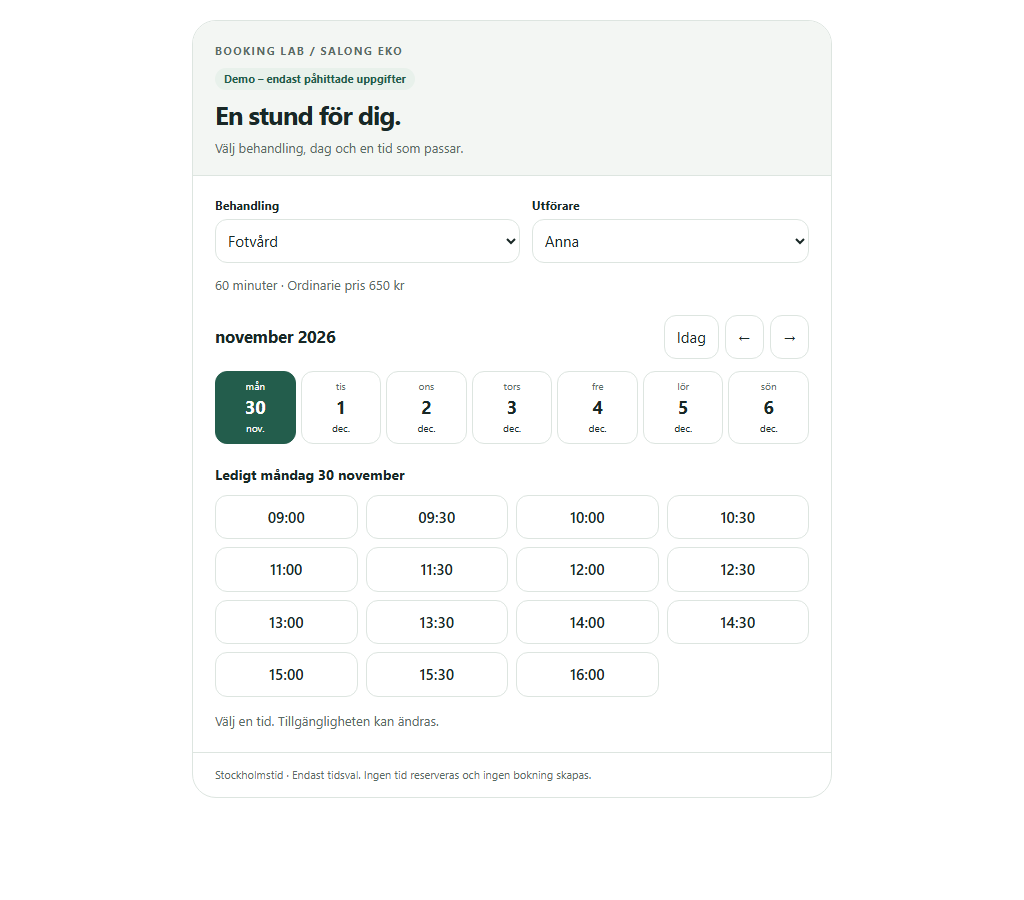 BOOKING LAB / SALONG EKO
Demo – endast påhittade uppgifter
En stund för dig.
Välj behandling, dag och en tid som passar.
Behandling Utförare
Fotvård Anna
60 minuter · Ordinarie pris 650 kr
november 2026 Idag ← →
mån tis ons tors fre lör sön
30 1 2 3 4 5 6
nov. dec. dec. dec. dec. dec. dec.
Ledigt måndag 30 november
09:00 09:30 10:00 10:30
11:00 11:30 12:00 12:30
13:00 13:30 14:00 14:30
15:00 15:30 16:00
Välj en tid. Tillgängligheten kan ändras.
Stockholmstid · Endast tidsval. Ingen tid reserveras och ingen bokning skapas.